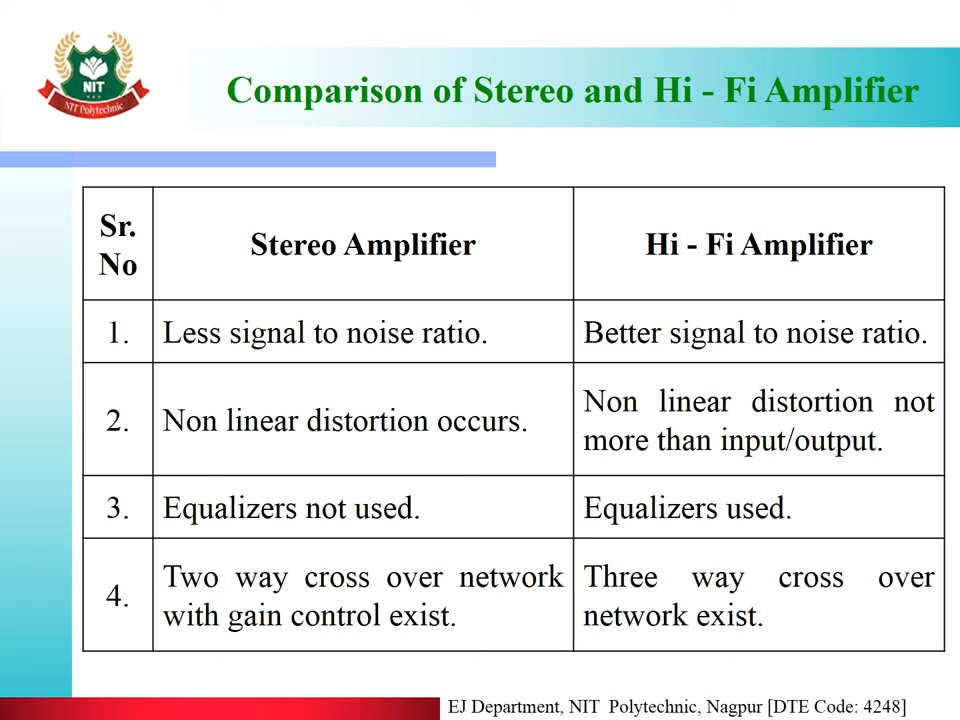 NIT
NIT Polytechnic
Comparison of Stereo and Hi - Fi Amplifier
Sr.
No
Stereo Amplifier
Hi - Fi Amplifier
1.
Less signal to noise ratio.
Better signal to noise ratio.
2.
Non linear distortion occurs.
Non linear distortion not
more than input/output.
3.
Equalizers not used.
Equalizers used.
4.
Two way cross over network
with gain control exist.
Three way cross over
network exist.
EJ Department, NIT Polytechnic, Nagpur [DTE Code: 4248]